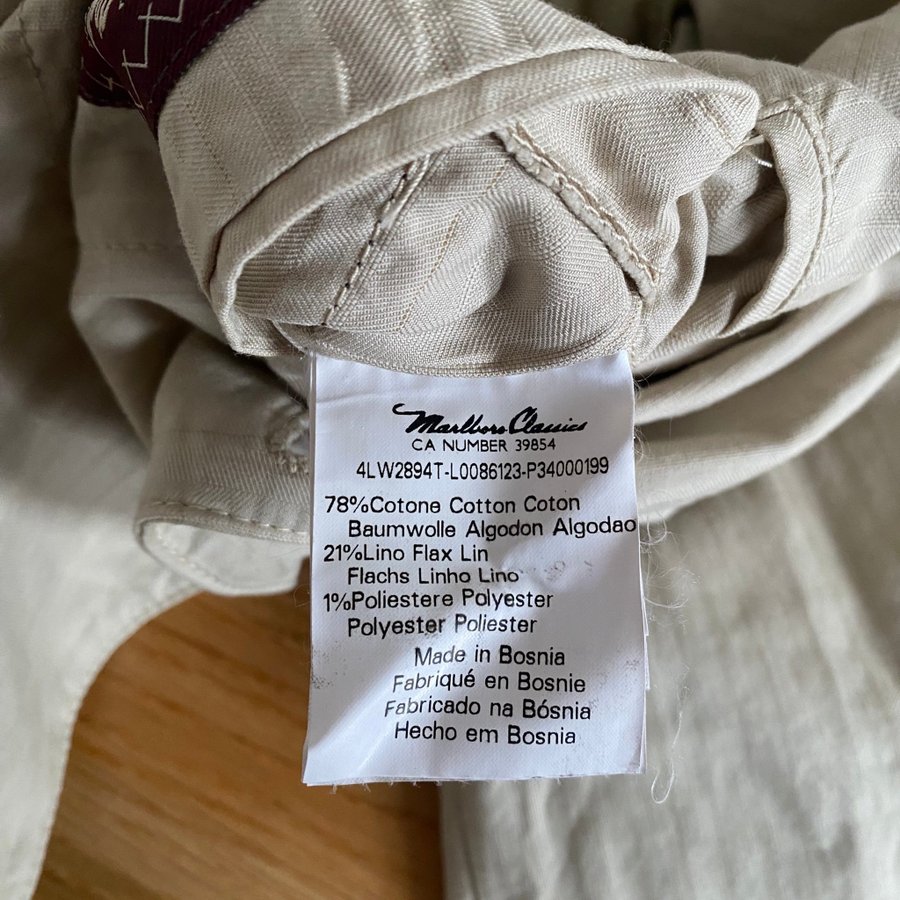 Marlboro Classics
CA NUMBER 39854
4LW2894T-L0086123-P34000199
78%Cotone Cotton Coton
Baumwolle Algodon Algodao
21%Lino Flax Lin
Flachs Linho Lino
1%Poliestere Polyester
Polyester Poliester
Made in Bosnia
Fabriqué en Bosnie
Fabricado na Bósnia
Hecho em Bosnia